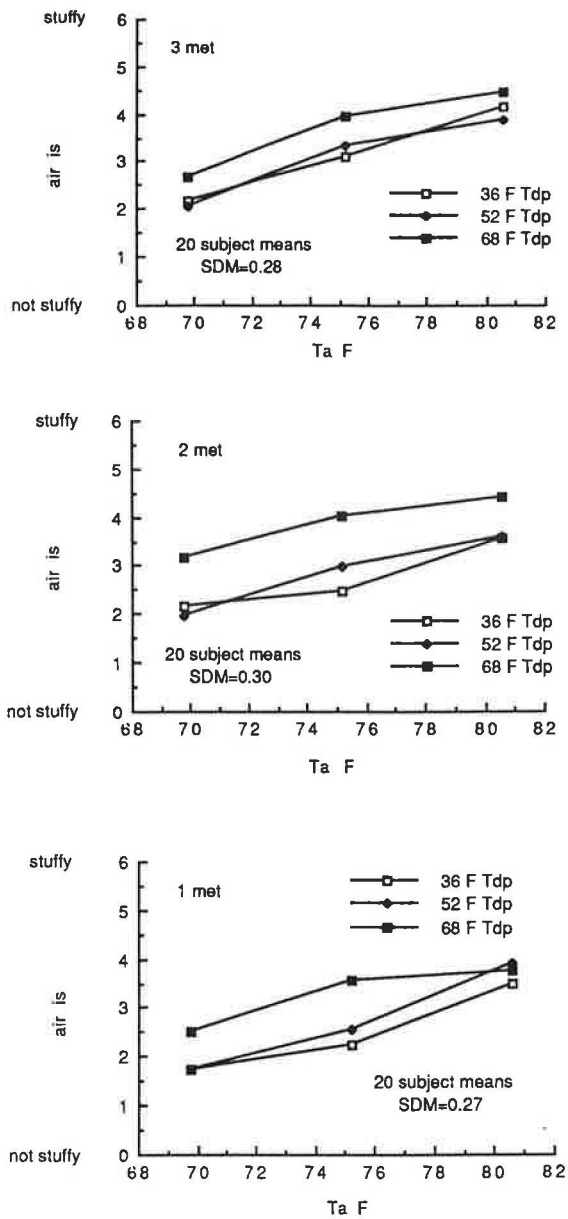 stuffy
6
3 met
5
4
air is
3
36 F Tdp
2
52 F Tdp
68 F Tdp
20 subject means
1
SDM=0.28
not stuffy
0
68 70 72 74 76 78 80 82
Ta F
stuffy
6
2 met
5
4
air is
3
2
36 F Tdp
52 F Tdp
20 subject means
1
68 F Tdp
SDM=0.30
not stuffy
0
68 70 72 74 76 78 80 82
Ta F
stuffy
6
1 met
36 F Tdp
5
52 F Tdp
68 F Tdp
4
air is
3
2
20 subject means
1
SDM=0.27
not stuffy
0
68 70 72 74 76 78 80 82
Ta F